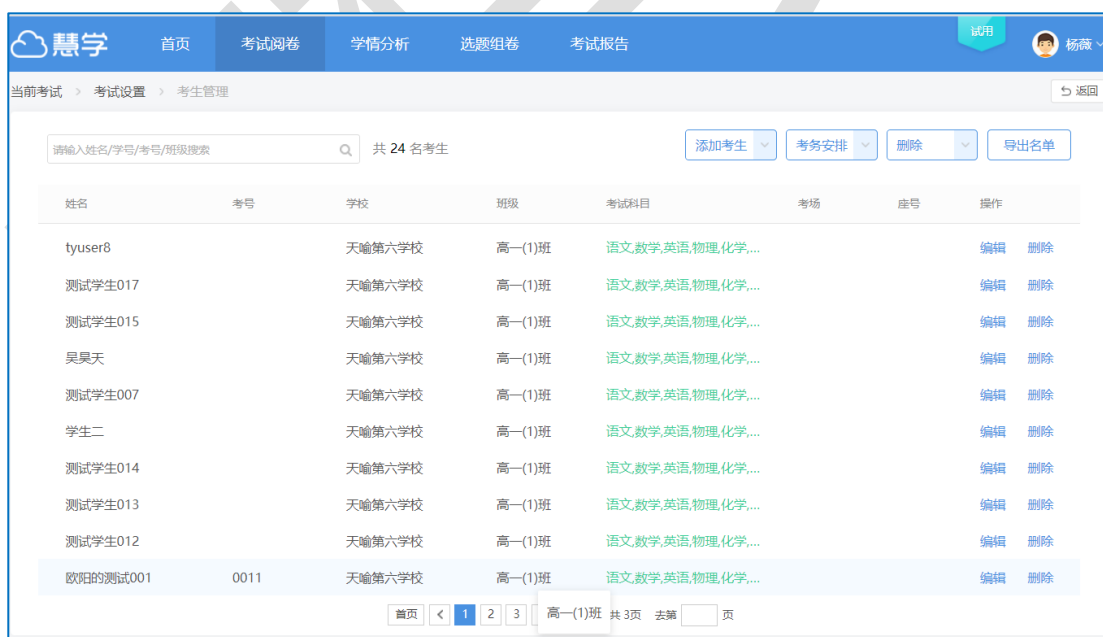 慧学 首页 考试阅卷 学情分析 选题组卷 考试报告 试用 杨薇
当前考试 > 考试设置 > 考生管理 返回
请输入姓名/学号/考号/班级搜索 共 24 名考生 添加考生 考务安排 删除 导出名单
姓名 考号 学校 班级 考试科目 考场 座号 操作
tyuser8 天喻第六学校 高一(1)班 语文,数学,英语,物理,化学,... 编辑 删除
测试学生017 天喻第六学校 高一(1)班 语文,数学,英语,物理,化学,... 编辑 删除
测试学生015 天喻第六学校 高一(1)班 语文,数学,英语,物理,化学,... 编辑 删除
吴昊天 天喻第六学校 高一(1)班 语文,数学,英语,物理,化学,... 编辑 删除
测试学生007 天喻第六学校 高一(1)班 语文,数学,英语,物理,化学,... 编辑 删除
学生二 天喻第六学校 高一(1)班 语文,数学,英语,物理,化学,... 编辑 删除
测试学生014 天喻第六学校 高一(1)班 语文,数学,英语,物理,化学,... 编辑 删除
测试学生013 天喻第六学校 高一(1)班 语文,数学,英语,物理,化学,... 编辑 删除
测试学生012 天喻第六学校 高一(1)班 语文,数学,英语,物理,化学,... 编辑 删除
欧阳的测试001 0011 天喻第六学校 高一(1)班 语文,数学,英语,物理,化学,... 编辑 删除
首页 < 1 2 3 高一(1)班 共 3页 去第 页